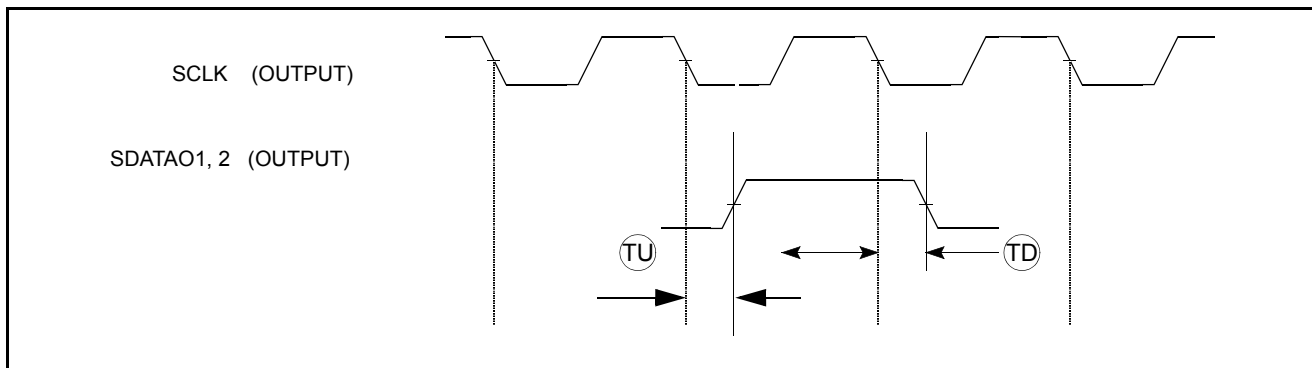 SCLK (OUTPUT)
SDATAO1, 2 (OUTPUT)
TU
TD